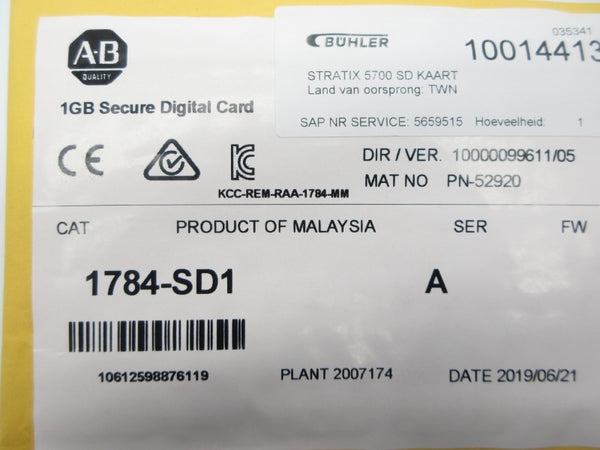 A-B
QUALITY
1GB Secure Digital Card
BÜHLER
035341
10014413
STRATIX 5700 SD KAART
Land van oorsprong: TWN
SAP NR SERVICE: 5659515 Hoeveelheid: 1
CE
KCC-REM-RAA-1784-MM
DIR / VER. 10000099611/05
MAT NO PN-52920
CAT PRODUCT OF MALAYSIA SER FW
1784-SD1 A
10612598876119 PLANT 2007174 DATE 2019/06/21